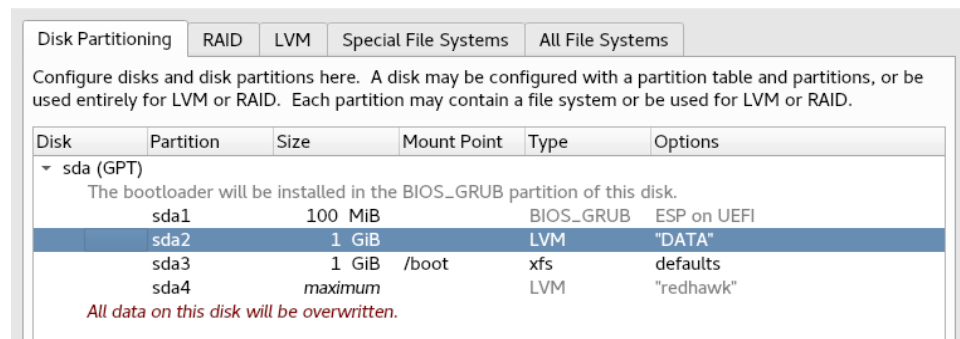 Disk Partitioning RAID LVM Special File Systems All File Systems
Configure disks and disk partitions here. A disk may be configured with a partition table and partitions, or be
used entirely for LVM or RAID. Each partition may contain a file system or be used for LVM or RAID.
Disk Partition Size Mount Point Type Options
sda (GPT)
The bootloader will be installed in the BIOS_GRUB partition of this disk.
sda1 100 MiB BIOS_GRUB ESP on UEFI
sda2 1 GiB LVM "DATA"
sda3 1 GiB /boot xfs defaults
sda4 maximum LVM "redhawk"
All data on this disk will be overwritten.